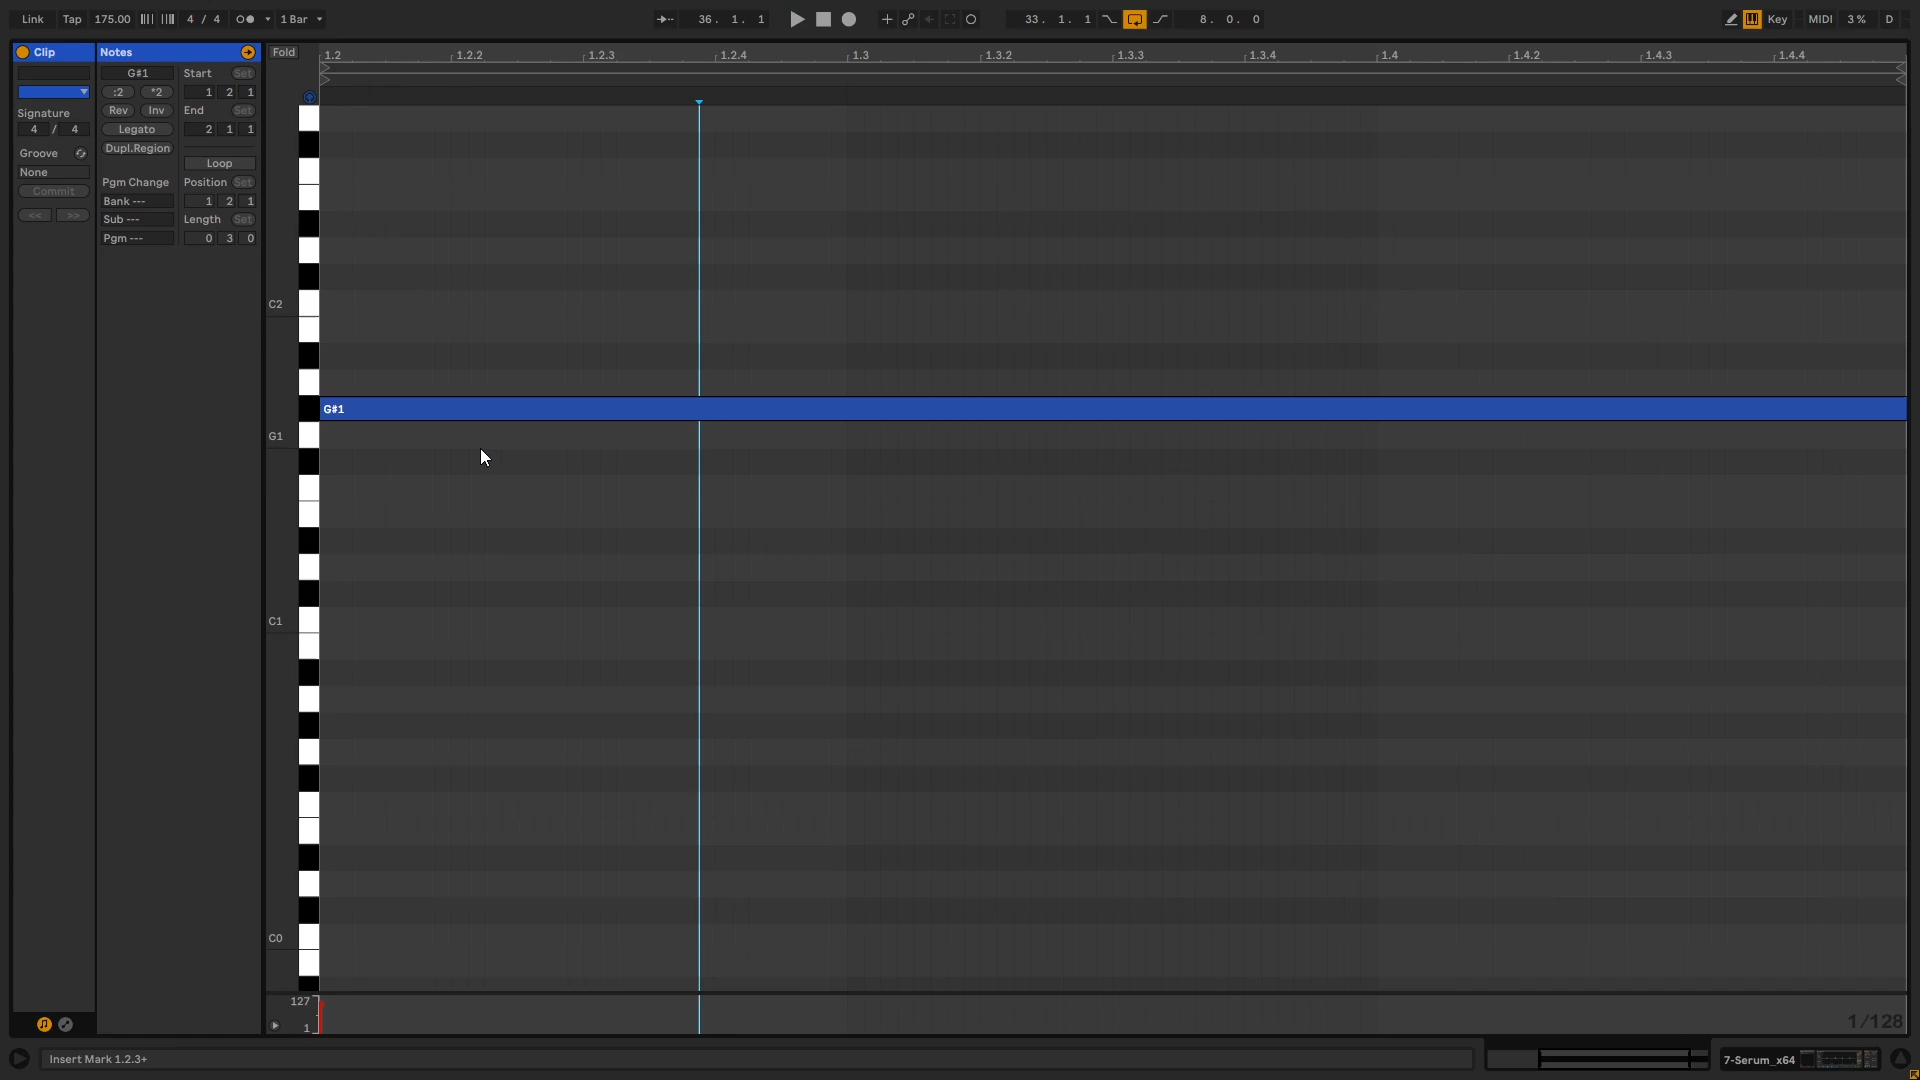 Link Tap 175.00 4 / 4 1 Bar 36. 1. 1 33. 1. 1 8. 0. 0 Key MIDI 3 % D
Clip
Signature
4 / 4
Groove
None
Commit
<< >>
Notes
G#1
:2 *2
Rev Inv
Legato
Dupl.Region
Pgm Change
Bank ---
Sub ---
Pgm ---
Start Set
1 2 1
End Set
2 1 1
Loop
Position Set
1 2 1
Length Set
0 3 0
Fold
1.2 1.2.2 1.2.3 1.2.4 1.3 1.3.2 1.3.3 1.3.4 1.4 1.4.2 1.4.3 1.4.4
C2
G#1
G1
C1
C0
127
1
1/128
Insert Mark 1.2.3+
7-Serum_x64